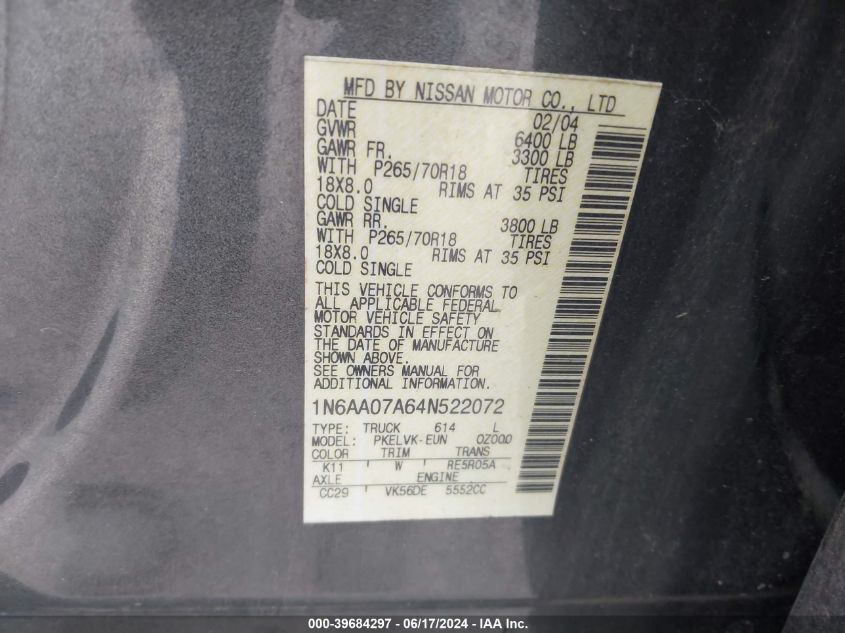 MFD BY NISSAN MOTOR CO., LTD
DATE 02/04
GVWR 6400 LB
GAWR FR. 3300 LB
WITH P265/70R18 TIRES
18X8.0 RIMS AT 35 PSI
COLD SINGLE
GAWR RR. 3800 LB
WITH P265/70R18 TIRES
18X8.0 RIMS AT 35 PSI
COLD SINGLE
THIS VEHICLE CONFORMS TO
ALL APPLICABLE FEDERAL
MOTOR VEHICLE SAFETY
STANDARDS IN EFFECT ON
THE DATE OF MANUFACTURE
SHOWN ABOVE.
SEE OWNERS MANUAL FOR
ADDITIONAL INFORMATION.
1N6AA07A64N522072
TYPE: TRUCK 614 L
MODEL: PKELVK-EUN 0Z000
COLOR TRIM TRANS
K11 W RE5R05A
AXLE ENGINE
CC29 VK56DE 5552CC
000-39684297 - 06/17/2024 - IAA Inc.